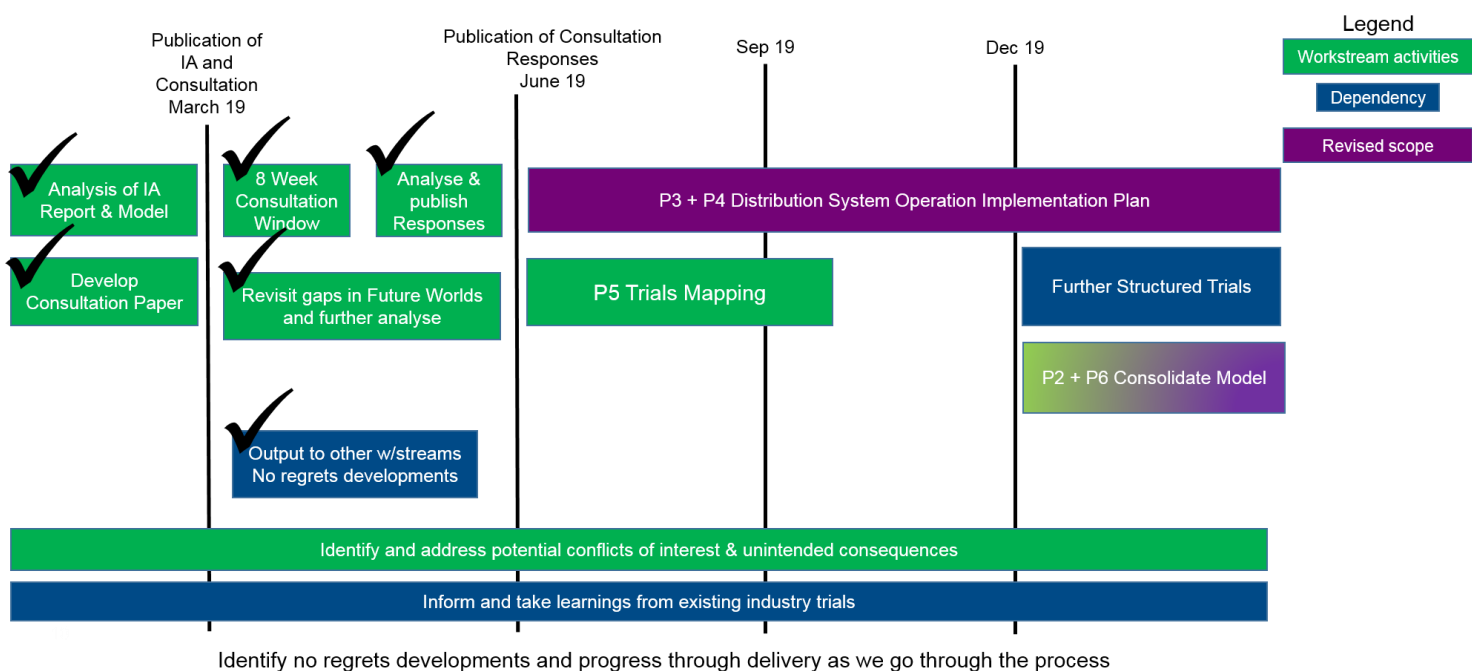 Publication of
IA and
Consultation
March 19
Publication of Consultation
Responses
June 19
Sep 19
Dec 19
Legend
Workstream activities
Dependency
Revised scope
Analysis of IA
Report & Model
8 Week
Consultation
Window
Analyse &
publish
Responses
P3 + P4 Distribution System Operation Implementation Plan
Develop
Consultation Paper
Revisit gaps in Future Worlds
and further analyse
P5 Trials Mapping
Further Structured Trials
P2 + P6 Consolidate Model
Output to other w/streams
No regrets developments
Identify and address potential conflicts of interest & unintended consequences
Inform and take learnings from existing industry trials
Identify no regrets developments and progress through delivery as we go through the process